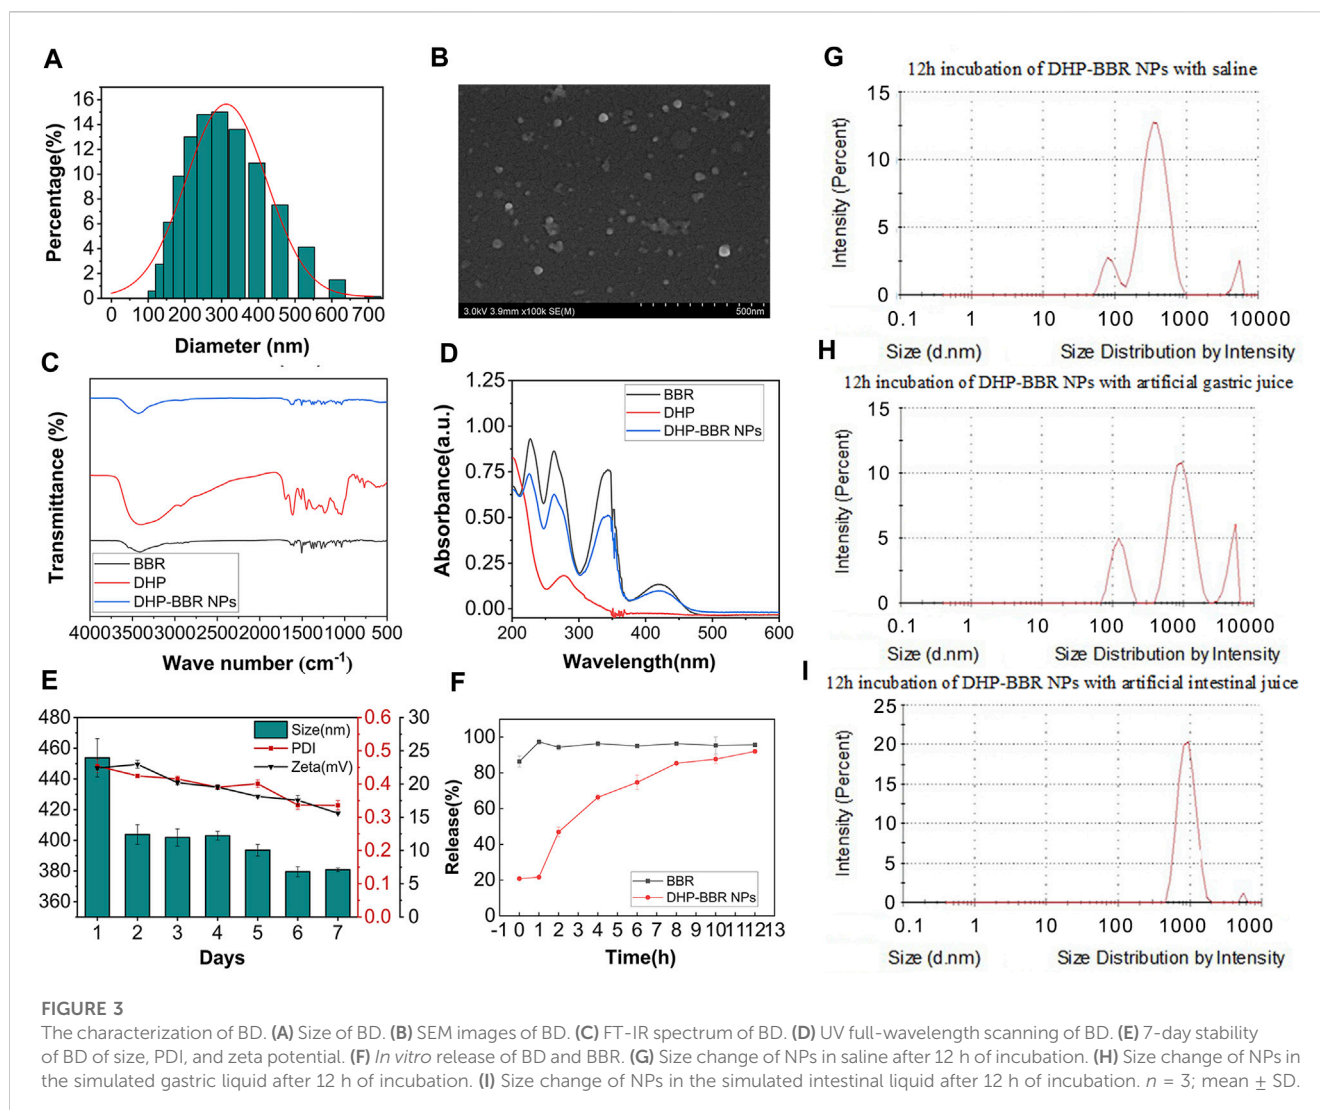 A
Percentage(%)
16
14
12
10
8
6
4
2
0
0 100 200 300 400 500 600 700
Diameter (nm)
B
3.0kV 3.9mm x100k SE(M)
500nm
C
Transmittance (%)
BBR
DHP
DHP-BBR NPs
4000 3500 3000 2500 2000 1500 1000 500
Wave number (cm-1)
D
Absorbance(a.u.)
1.25
1.00
0.75
0.50
0.25
0.00
BBR
DHP
DHP-BBR NPs
200 300 400 500 600
Wavelength(nm)
E
480
460
440
420
400
380
360
Size(nm)
PDI
Zeta(mV)
0.6
0.5
0.4
0.3
0.2
0.1
0.0
30
25
20
15
10
5
0
1 2 3 4 5 6 7
Days
F
Release(%)
100
80
60
40
20
0
BBR
DHP-BBR NPs
-1 0 1 2 3 4 5 6 7 8 9 10 11 12 13
Time(h)
G
12h incubation of DHP-BBR NPs with saline
Intensity (Percent)
15
10
5
0
0.1 1 10 100 1000 10000
Size (d.nm) Size Distribution by Intensity
H
12h incubation of DHP-BBR NPs with artificial gastric juice
Intensity (Percent)
15
10
5
0
0.1 1 10 100 1000 10000
Size (d.nm) Size Distribution by Intensity
I
12h incubation of DHP-BBR NPs with artificial intestinal juice
Intensity (Percent)
25
20
15
10
5
0
0.1 1 10 100 1000 10000
Size (d.nm) Size Distribution by Intensity
FIGURE 3
The characterization of BD. (A) Size of BD. (B) SEM images of BD. (C) FT-IR spectrum of BD. (D) UV full-wavelength scanning of BD. (E) 7-day stability
of BD of size, PDI, and zeta potential. (F) In vitro release of BD and BBR. (G) Size change of NPs in saline after 12 h of incubation. (H) Size change of NPs in
the simulated gastric liquid after 12 h of incubation. (I) Size change of NPs in the simulated intestinal liquid after 12 h of incubation. n = 3; mean ± SD.